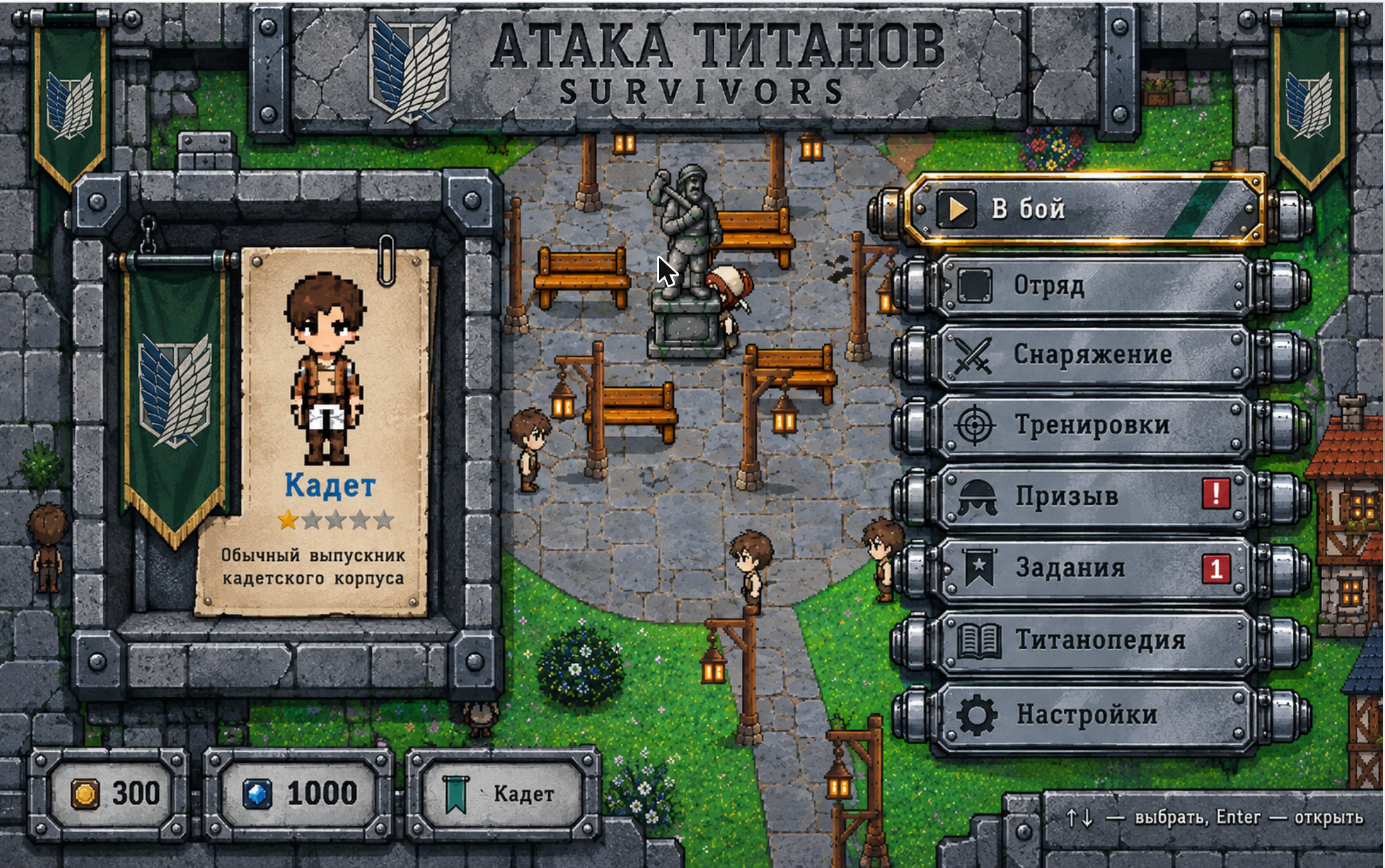 АТАКА ТИТАНОВ
SURVIVORS
Кадет
Обычный выпускник
кадетского корпуса
300
1000
Кадет
В бой
Отряд
Снаряжение
Тренировки
Призыв !
Задания 1
Титанопедия
Настройки
↑↓ — выбрать, Enter — открыть